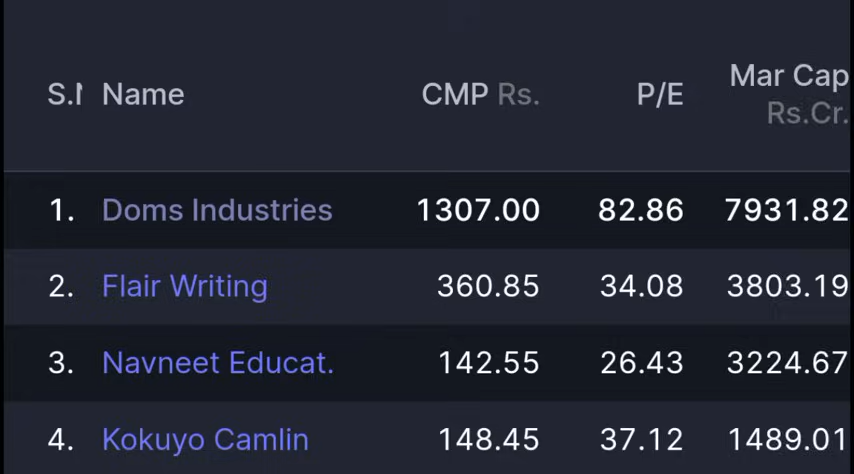 S.N Name CMP Rs. P/E Mar Cap Rs.Cr.
1. Doms Industries 1307.00 82.86 7931.82
2. Flair Writing 360.85 34.08 3803.19
3. Navneet Educat. 142.55 26.43 3224.67
4. Kokuyo Camlin 148.45 37.12 1489.01